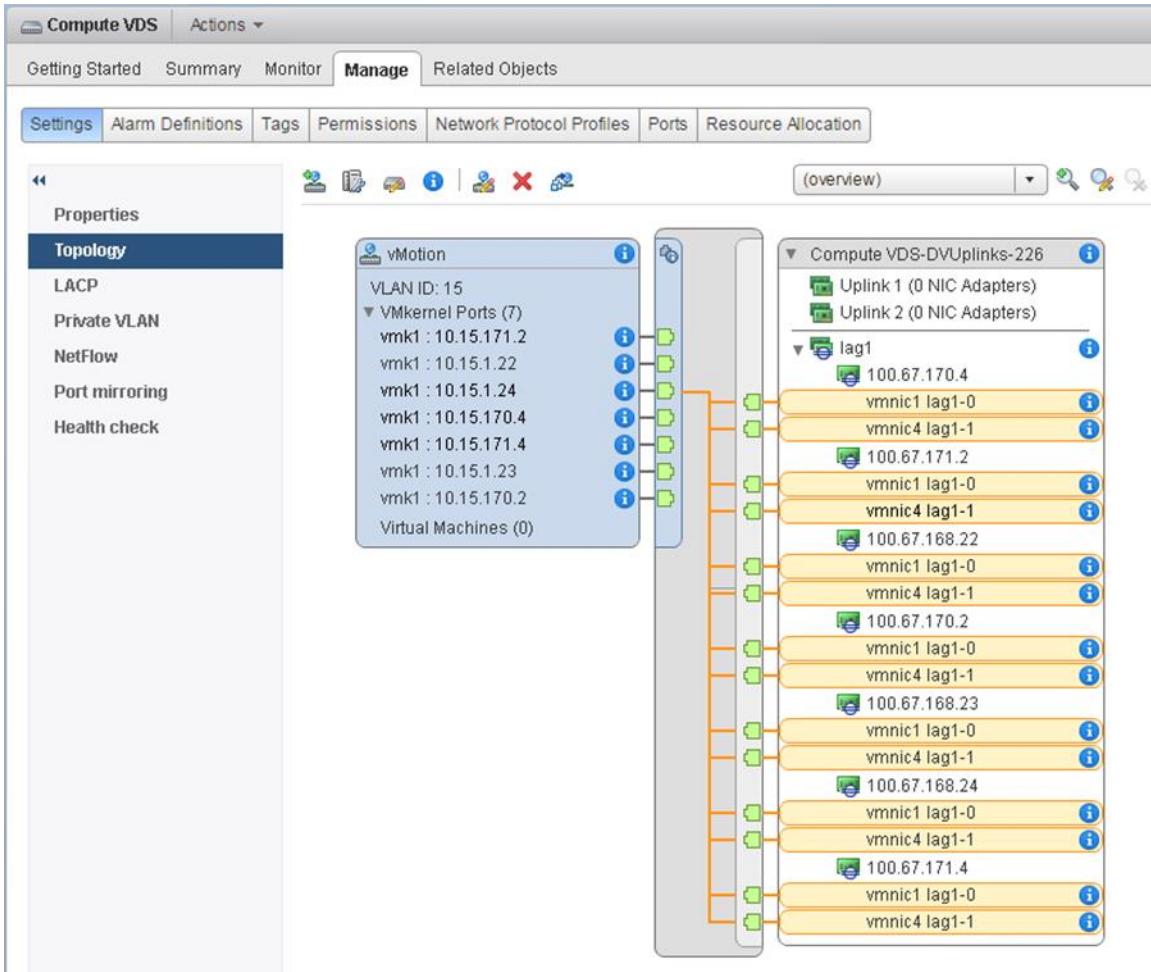 Compute VDS Actions
Getting Started Summary Monitor Manage Related Objects
Settings Alarm Definitions Tags Permissions Network Protocol Profiles Ports Resource Allocation
Properties
Topology
LACP
Private VLAN
NetFlow
Port mirroring
Health check
(overview)
vMotion
VLAN ID: 15
VMkernel Ports (7)
vmk1 : 10.15.171.2
vmk1 : 10.15.1.22
vmk1 : 10.15.1.24
vmk1 : 10.15.170.4
vmk1 : 10.15.171.4
vmk1 : 10.15.1.23
vmk1 : 10.15.170.2
Virtual Machines (0)
Compute VDS-DVUplinks-226
Uplink 1 (0 NIC Adapters)
Uplink 2 (0 NIC Adapters)
lag1
100.67.170.4
vmnic1 lag1-0
vmnic4 lag1-1
100.67.171.2
vmnic1 lag1-0
vmnic4 lag1-1
100.67.168.22
vmnic1 lag1-0
vmnic4 lag1-1
100.67.170.2
vmnic1 lag1-0
vmnic4 lag1-1
100.67.168.23
vmnic1 lag1-0
vmnic4 lag1-1
100.67.168.24
vmnic1 lag1-0
vmnic4 lag1-1
100.67.171.4
vmnic1 lag1-0
vmnic4 lag1-1